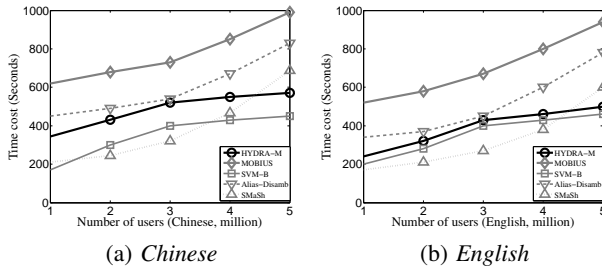 1000
800
600
400
200
0
Time cost (Seconds)
HYDRA−M
MOBIUS
SVM−B
Alias−Disamb
SMaSh
1 2 3 4 5
Number of users (Chinese, million)
(a) Chinese
1000
800
600
400
200
0
Time cost (Seconds)
HYDRA−M
MOBIUS
SVM−B
Alias−Disamb
SMaSh
1 2 3 4 5
Number of users (English, million)
(b) English